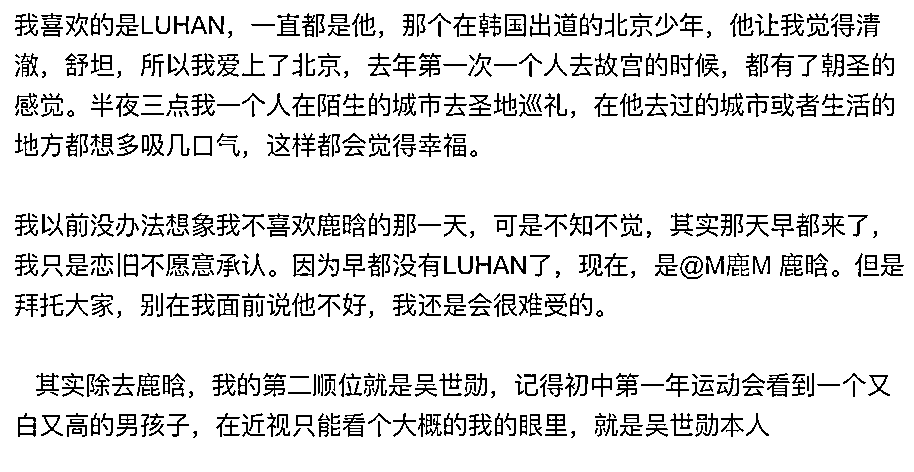 我喜欢的是LUHAN，一直都是他，那个在韩国出道的北京少年，他让我觉得清
澈，舒坦，所以我爱上了北京，去年第一次一个人去故宫的时候，都有了朝圣的
感觉。半夜三点我一个人在陌生的城市去圣地巡礼，在他去过的城市或者生活的
地方都想多吸几口气，这样都会觉得幸福。
我以前没办法想象我不喜欢鹿晗的那一天，可是不知不觉，其实那天早都来了，
我只是恋旧不愿意承认。因为早都没有LUHAN了，现在，是@M鹿M 鹿晗。但是
拜托大家，别在我面前说他不好，我还是会很难受的。
其实除去鹿晗，我的第二顺位就是吴世勋，记得初中第一年运动会看到一个又
白又高的男孩子，在近视只能看个大概的我的眼里，就是吴世勋本人